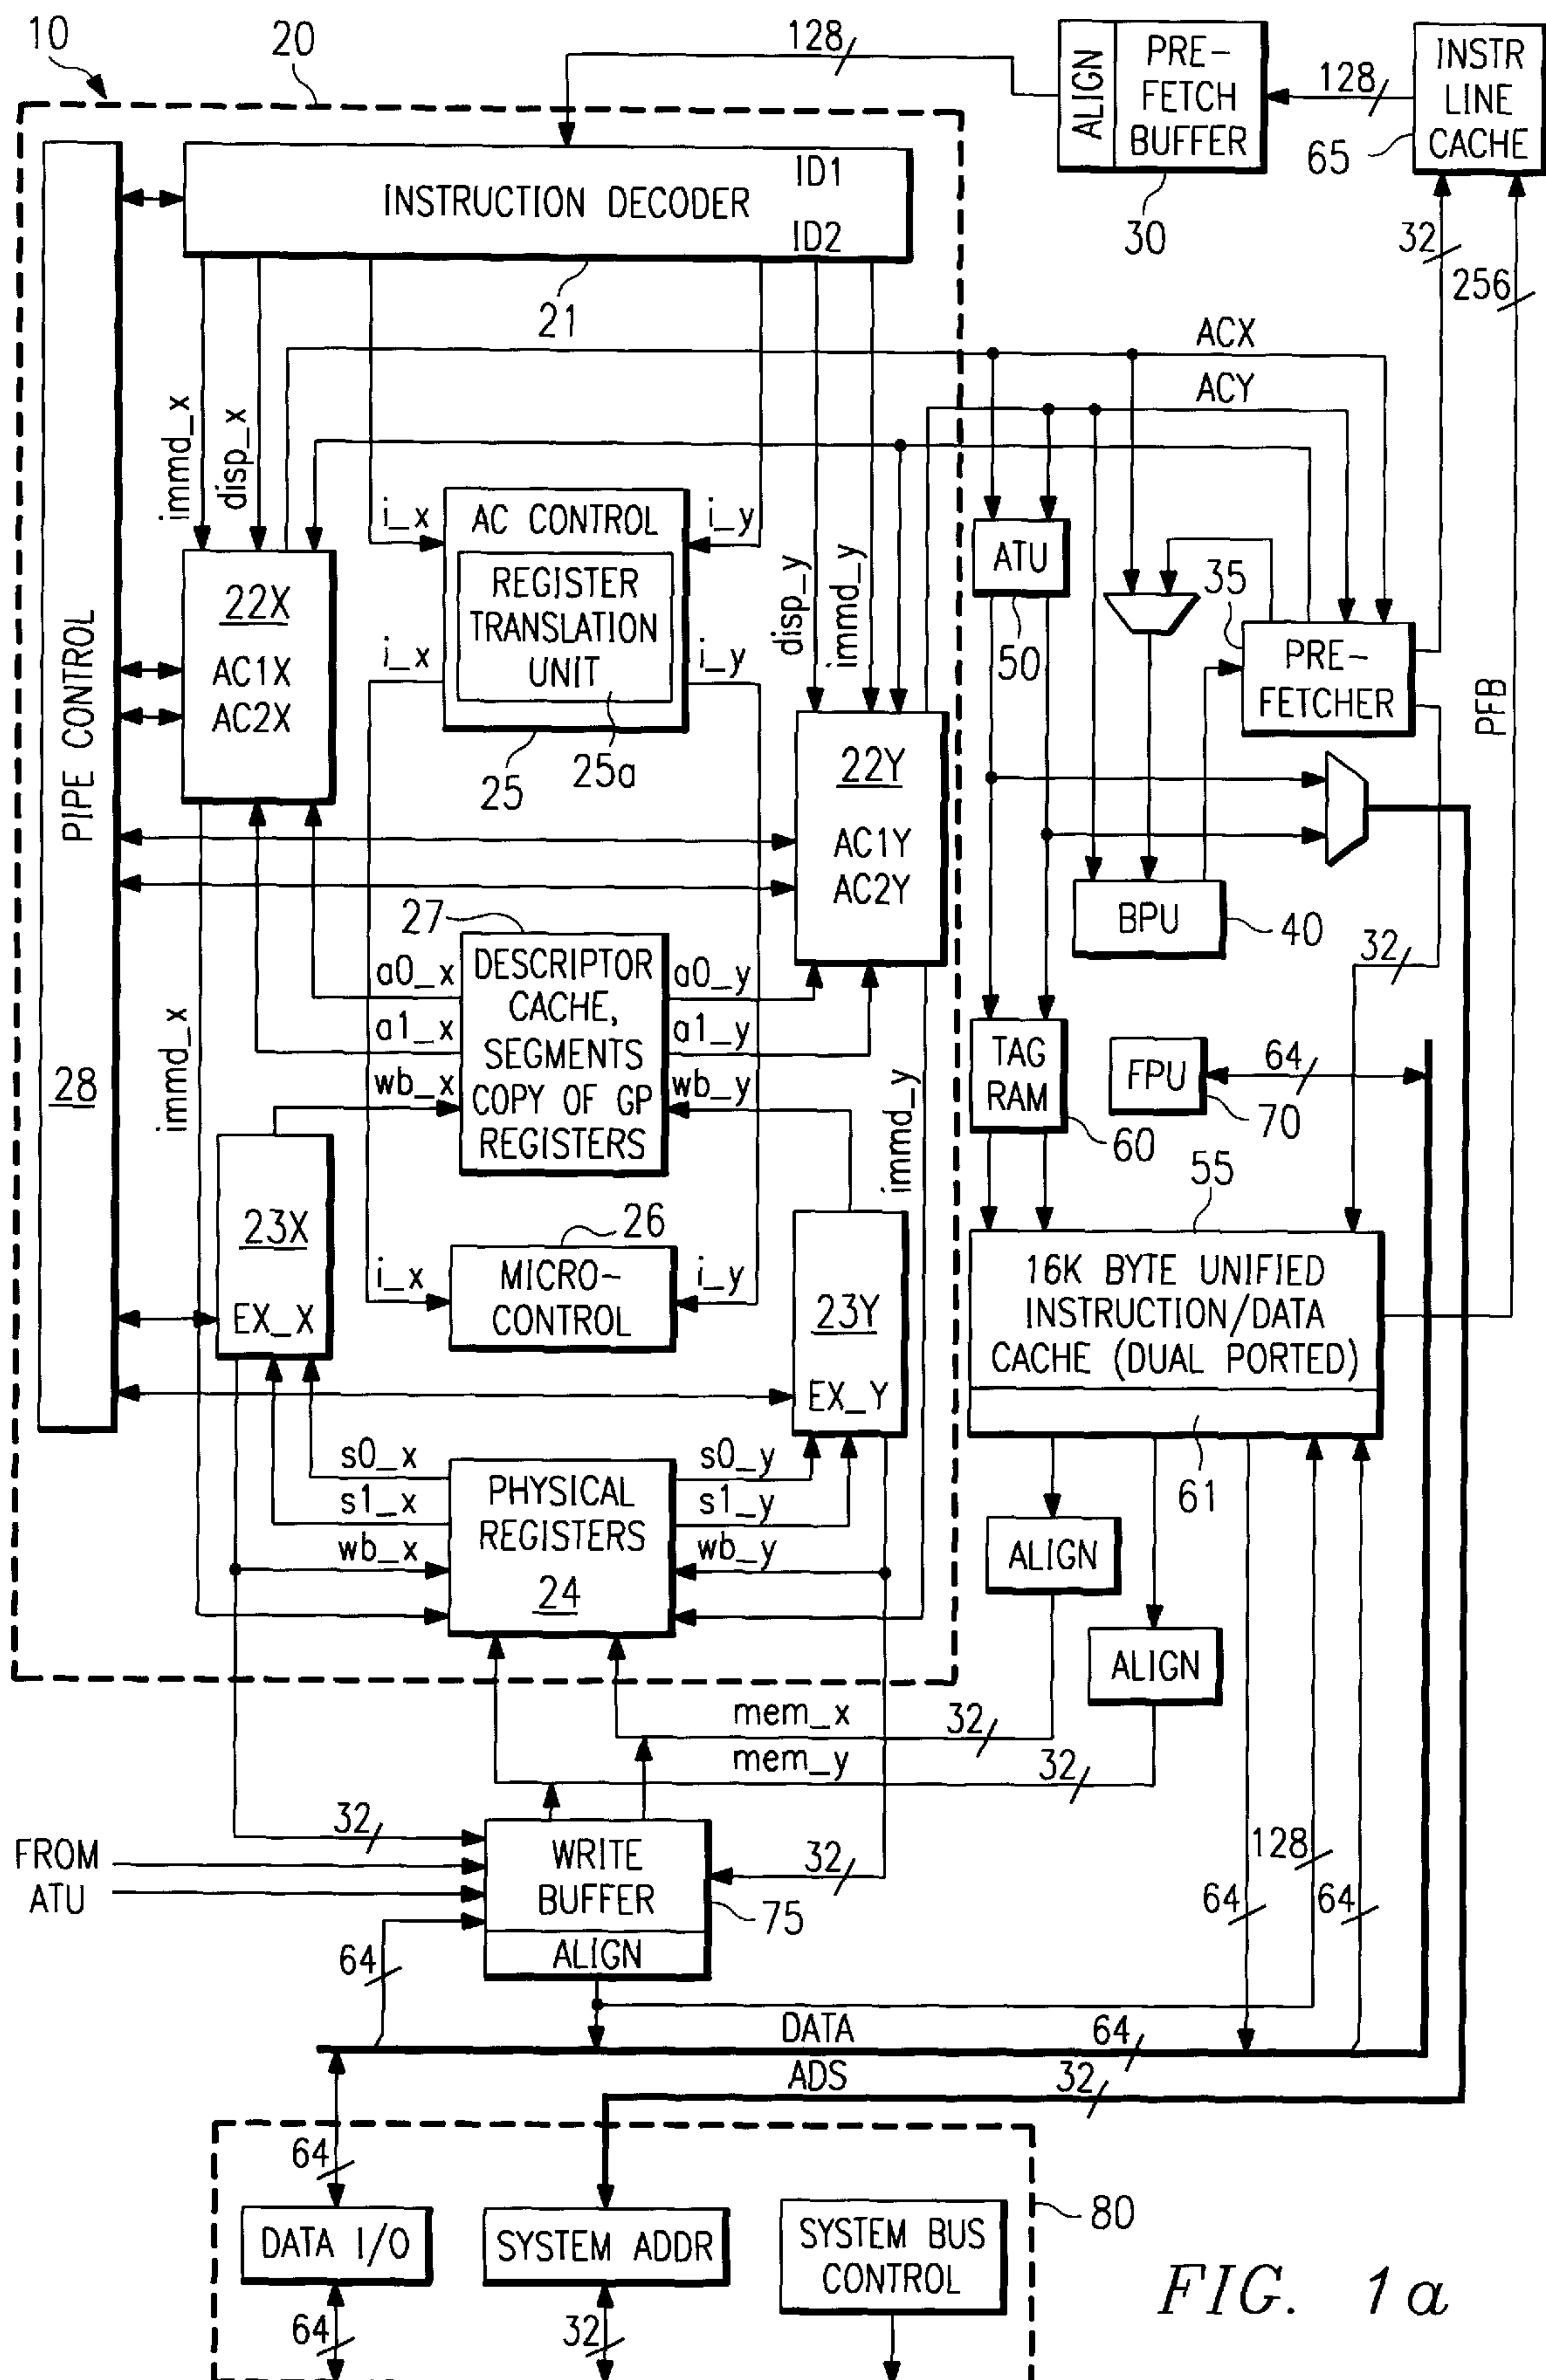 10
20
128
ALIGN
PRE-
FETCH
BUFFER
30
128
INSTR
LINE
CACHE
65
32
256
PFB
ID1
INSTRUCTION DECODER
ID2
21
PIPE CONTROL
28
immd_x
disp_x
ACX
ACY
i_x
AC CONTROL
i_y
REGISTER
TRANSLATION
UNIT
i_x
i_y
25
25a
22X
AC1X
AC2X
disp_y
immd_y
22Y
AC1Y
AC2Y
ATU
50
35
PRE-
FETCHER
BPU
40
32
27
DESCRIPTOR
CACHE,
SEGMENTS
COPY OF GP
REGISTERS
a0_x
a1_x
wb_x
a0_y
a1_y
wb_y
immd_x
immd_y
TAG
RAM
60
FPU
70
64
23X
EX_X
26
i_x
MICRO-
CONTROL
i_y
23Y
EX_Y
55
16K BYTE UNIFIED
INSTRUCTION/DATA
CACHE (DUAL PORTED)
61
s0_x
s1_x
wb_x
PHYSICAL
REGISTERS
24
s0_y
s1_y
wb_y
ALIGN
ALIGN
mem_x
32
mem_y
32
32
FROM
ATU
WRITE
BUFFER
ALIGN
32
75
64
128
64
64
DATA
64
ADS
32
64
DATA I/O
SYSTEM ADDR
SYSTEM BUS
CONTROL
80
64
32
FIG. 1a